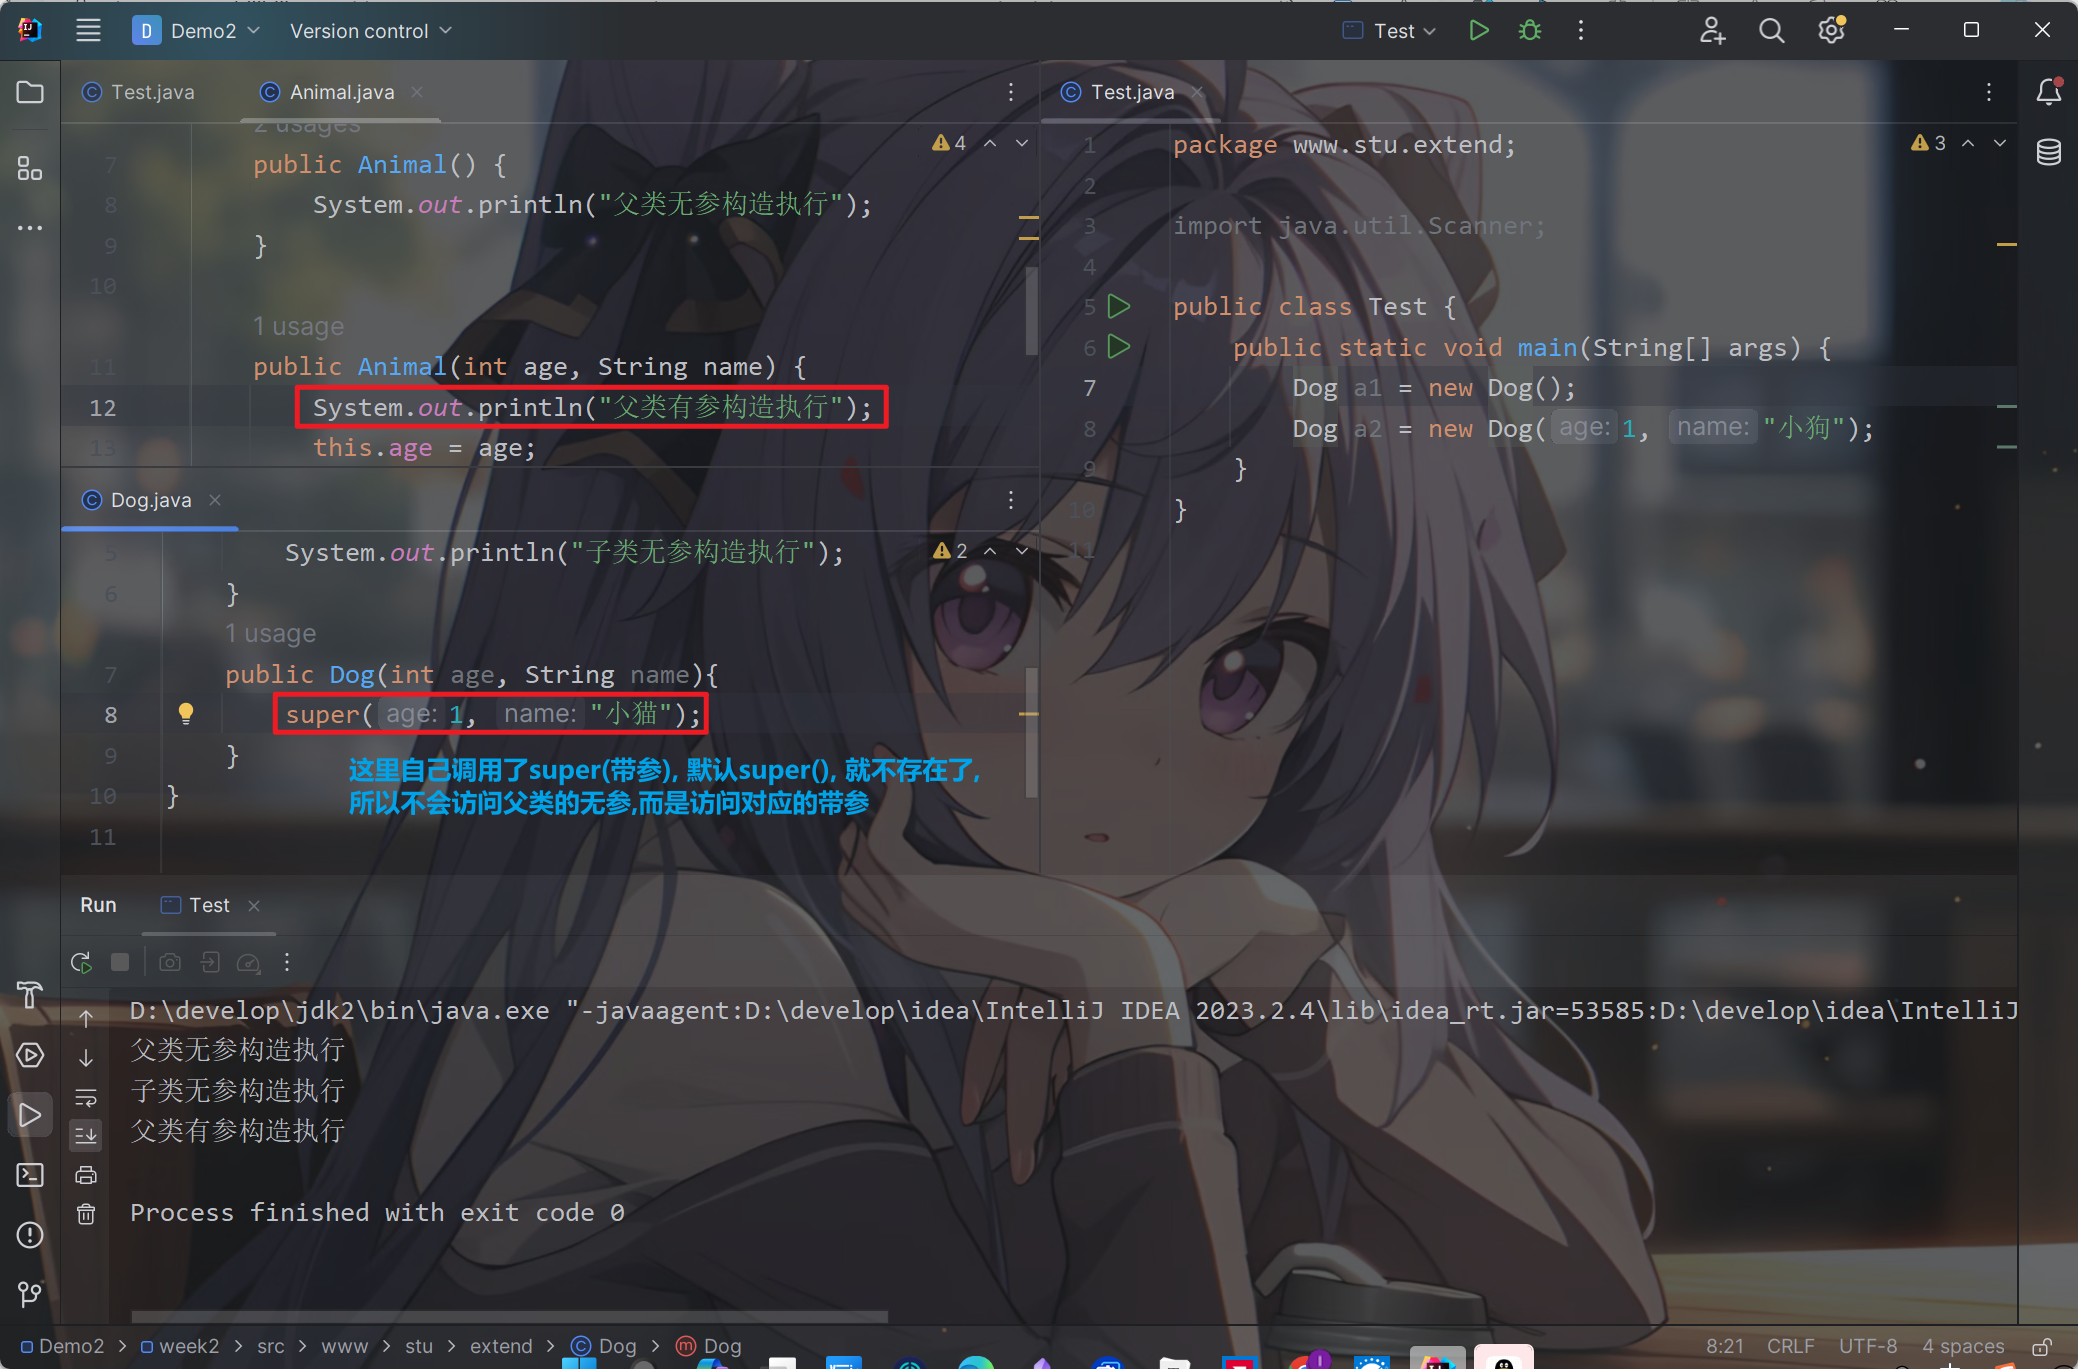 D Demo2 Version control Test
Test.java Animal.java
2 usages
4
7 public Animal() {
8 System.out.println("父类无参构造执行");
9 }
10
1 usage
11 public Animal(int age, String name) {
12 System.out.println("父类有参构造执行");
13 this.age = age;
Dog.java
5 System.out.println("子类无参构造执行");
2
6 }
1 usage
7 public Dog(int age, String name){
8 super( age: 1, name: "小猫");
9 }
这里自己调用了super(带参), 默认super(), 就不存在了,
10 }
所以不会访问父类的无参,而是访问对应的带参
11
Test.java
1 package www.stu.extend;
3
2
3 import java.util.Scanner;
4
5 public class Test {
6 public static void main(String[] args) {
7 Dog a1 = new Dog();
8 Dog a2 = new Dog( age: 1, name: "小狗");
9 }
10 }
11
Run Test
D:\develop\jdk2\bin\java.exe "-javaagent:D:\develop\idea\IntelliJ IDEA 2023.2.4\lib\idea_rt.jar=53585:D:\develop\idea\IntelliJ
父类无参构造执行
子类无参构造执行
父类有参构造执行
Process finished with exit code 0
Demo2 > week2 > src > www > stu > extend > Dog > Dog
8:21 CRLF UTF-8 4 spaces